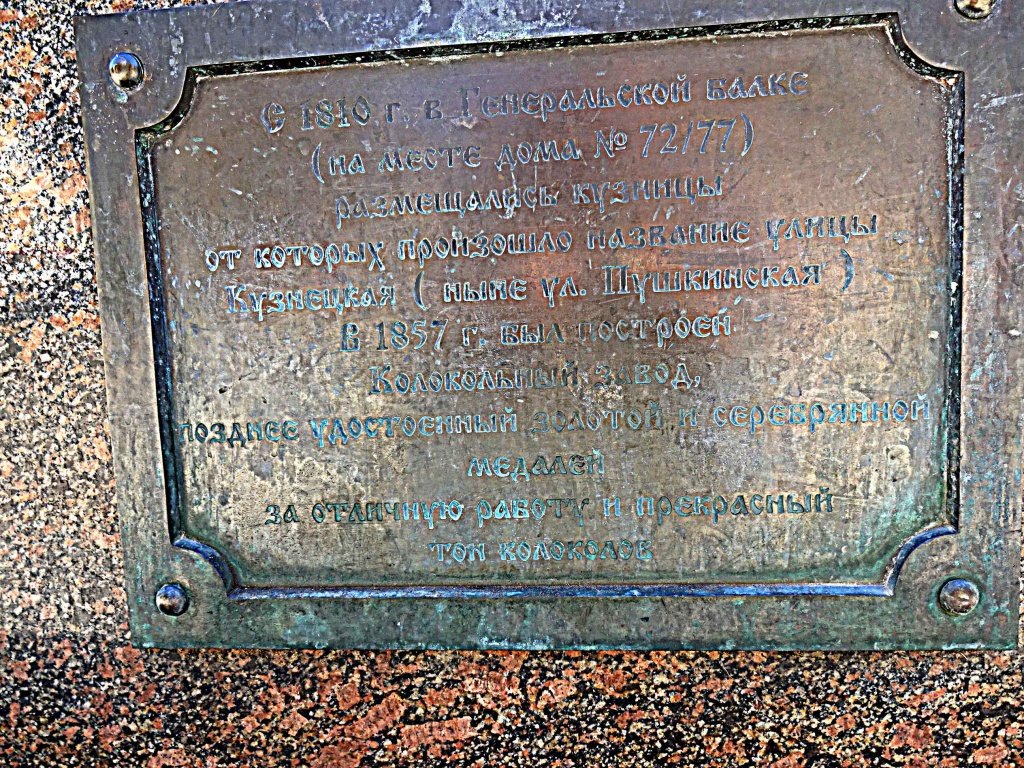 С 1810 г. в Генеральской балке
(на месте дома № 72/77)
размещались кузницы
от которых произошло название улицы
Кузнецкая ( ныне ул. Пушкинская )
В 1857 г. был построен
Колокольный завод,
позднее удостоенный золотой и серебрянной
медалей
за отличную работу и прекрасный
тон колоколов